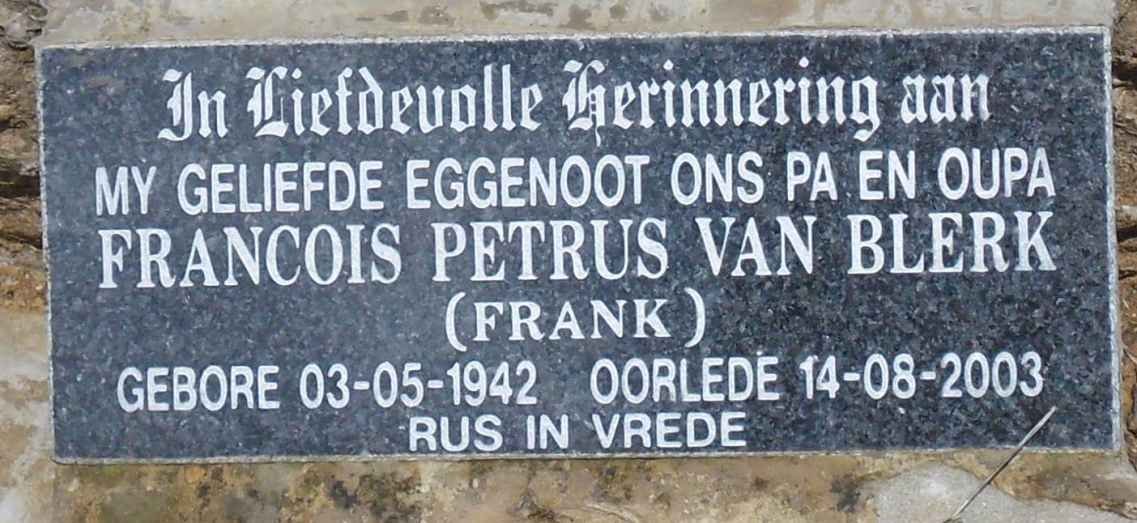 In Liefdevolle Herinnering aan
MY GELIEFDE EGGENOOT ONS PA EN OUPA
FRANCOIS PETRUS VAN BLERK
(FRANK)
GEBORE 03-05-1942 OORLEDE 14-08-2003
RUS IN VREDE